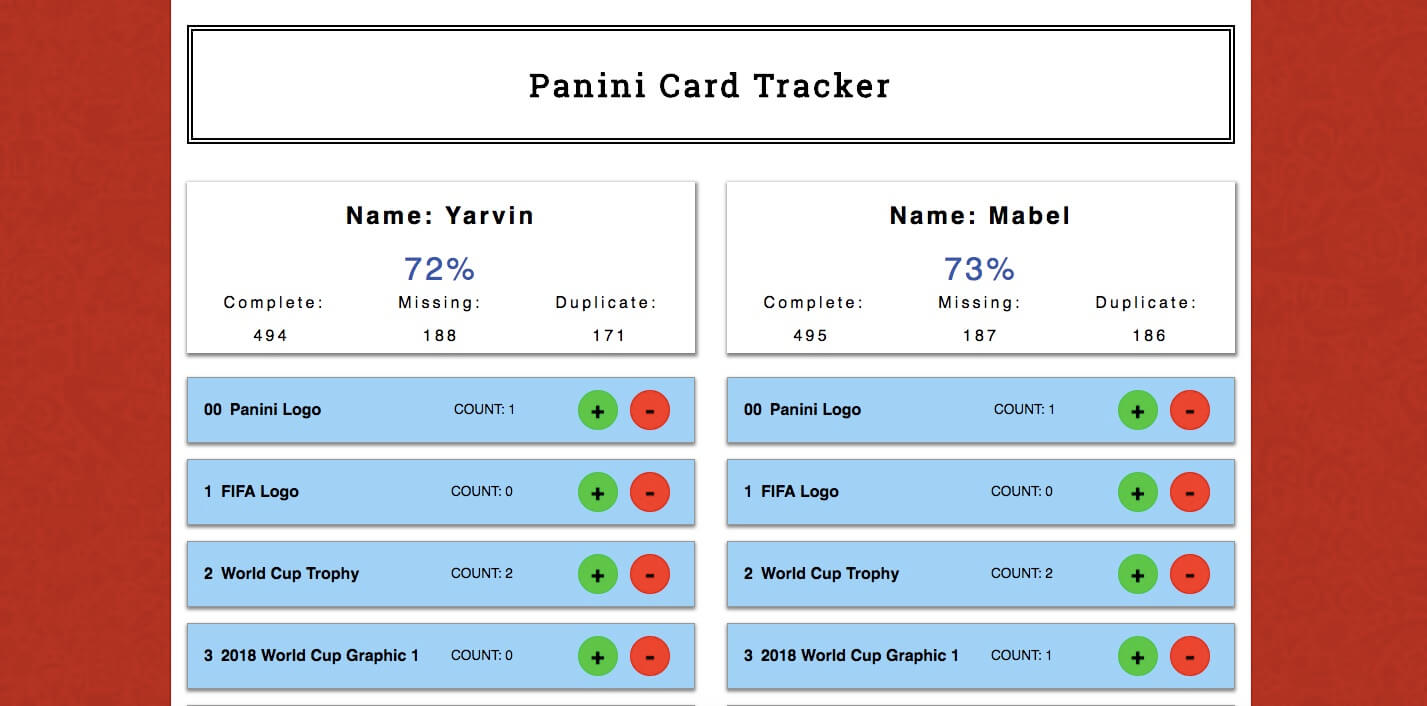 Panini Card Tracker
Name: Yarvin
72%
Complete: Missing: Duplicate:
494 188 171
00 Panini Logo COUNT: 1 + -
1 FIFA Logo COUNT: 0 + -
2 World Cup Trophy COUNT: 2 + -
3 2018 World Cup Graphic 1 COUNT: 0 + -
Name: Mabel
73%
Complete: Missing: Duplicate:
495 187 186
00 Panini Logo COUNT: 1 + -
1 FIFA Logo COUNT: 0 + -
2 World Cup Trophy COUNT: 2 + -
3 2018 World Cup Graphic 1 COUNT: 1 + -